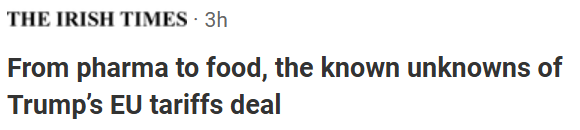 THE IRISH TIMES · 3h
From pharma to food, the known unknowns of
Trump’s EU tariffs deal